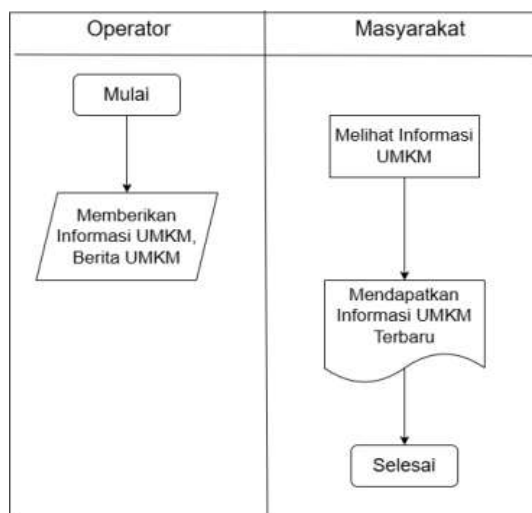 Operator
Masyarakat
Mulai
Memberikan
Informasi UMKM,
Berita UMKM
Melihat Informasi
UMKM
Mendapatkan
Informasi UMKM
Terbaru
Selesai